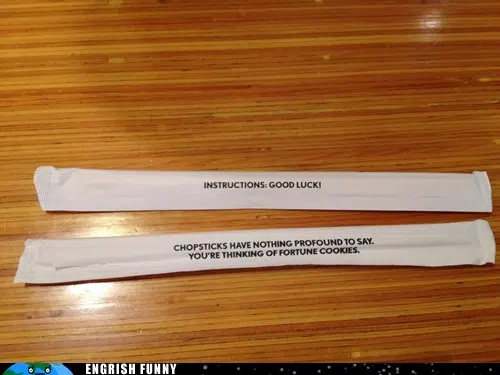 INSTRUCTIONS: GOOD LUCK!
CHOPSTICKS HAVE NOTHING PROFOUND TO SAY.
YOU'RE THINKING OF FORTUNE COOKIES.
ENGRISH FUNNY